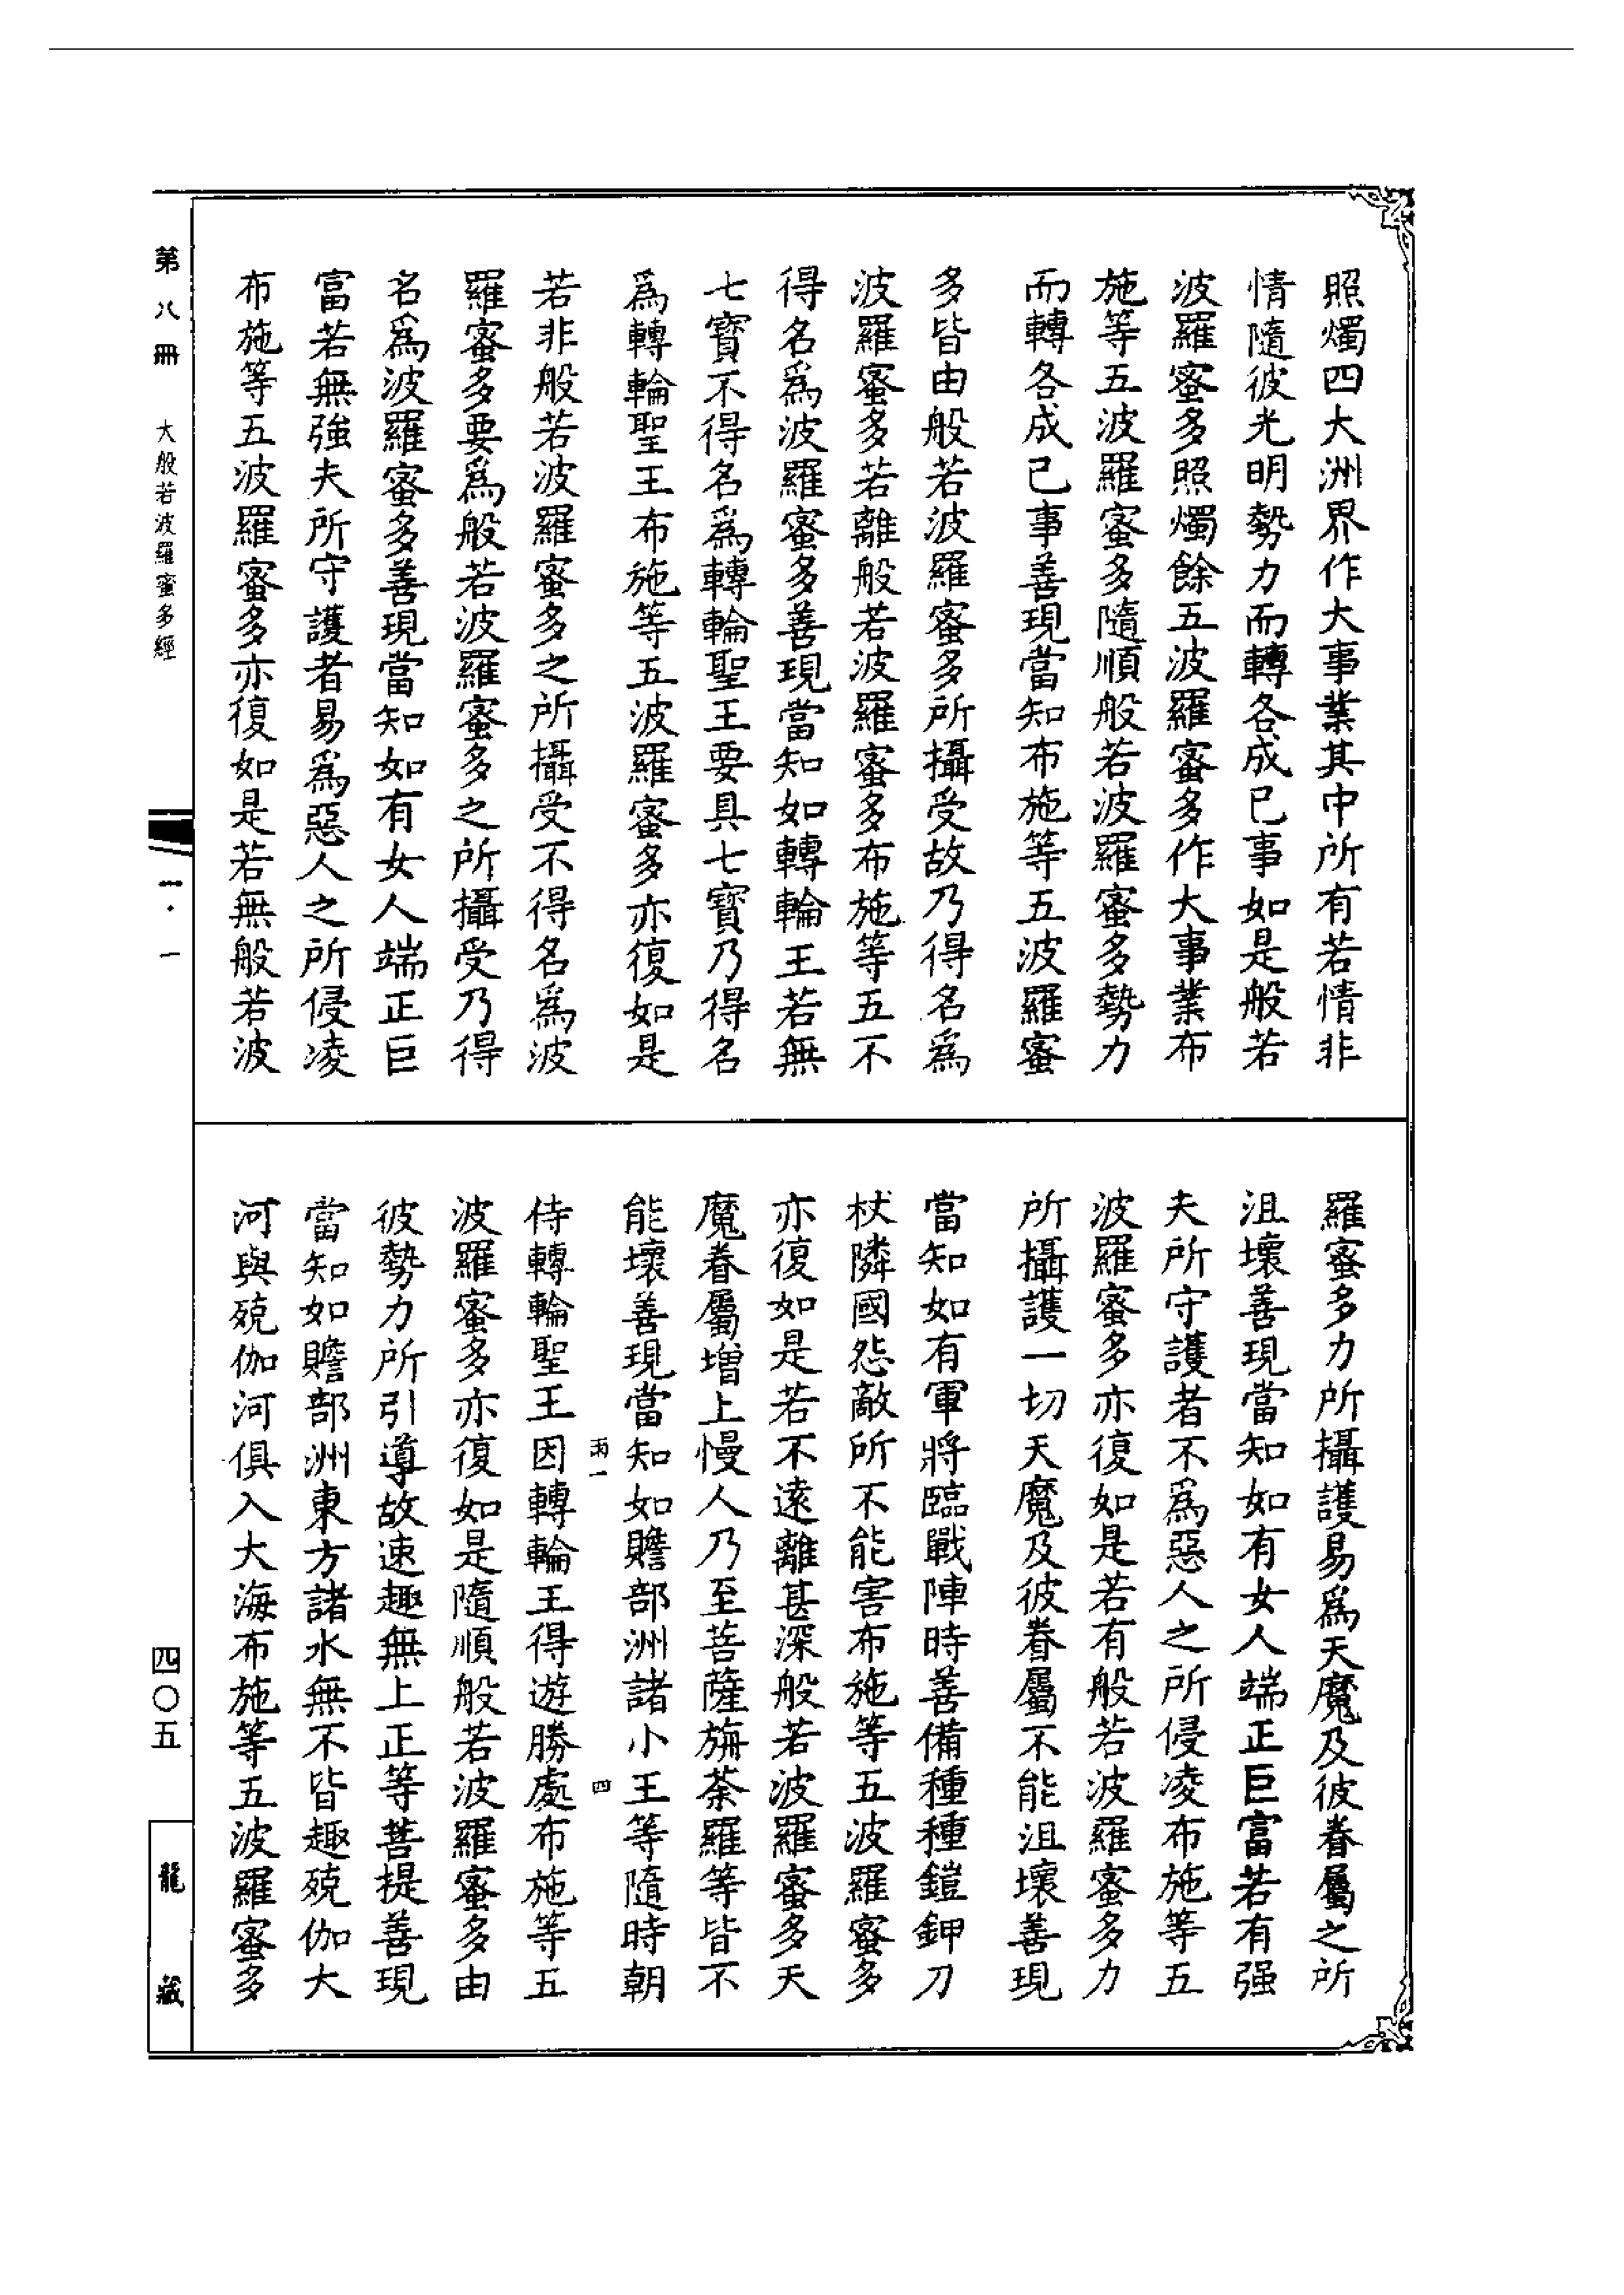 照燭四大洲界作大事業其中所有若情非
情隨彼光明勢力而轉各成已事如是般若
波羅蜜多照燭餘五波羅蜜多作大事業布
施等五波羅蜜多隨順般若波羅蜜多勢力
而轉各成已事善現當知布施等五波羅蜜
多皆由般若波羅蜜多所攝受故乃得名爲
波羅蜜多若離般若波羅蜜多布施等五不
得名爲波羅蜜多善現當知如轉輪王若無
七寶不得名爲轉輪聖王要具七寶乃得名
爲轉輪聖王布施等五波羅蜜多亦復如是
若非般若波羅蜜多之所攝受不得名爲波
羅蜜多要爲般若波羅蜜多之所攝受乃得
名爲波羅蜜多善現當知如有女人端正巨
富若無強夫所守護者易爲惡人之所侵凌
布施等五波羅蜜多亦復如是若無般若波
羅蜜多力所攝護易爲天魔及彼眷屬之所
沮壞善現當知如有女人端正巨富若有强
夫所守護者不爲惡人之所侵凌布施等五
波羅蜜多亦復如是若有般若波羅蜜多力
所攝護一切天魔及彼眷屬不能沮壞善現
當知如有軍將臨戰陣時善備種種鎧鉀刀
杖隣國怨敵所不能害布施等五波羅蜜多
亦復如是若不遠離甚深般若波羅蜜多天
魔眷屬增上慢人乃至菩薩旃荼羅等皆不
能壞善現當知如贍部洲諸小王等隨時朝
兩一 四
侍轉輪聖王因轉輪王得遊勝處布施等五
波羅蜜多亦復如是隨順般若波羅蜜多由
彼勢力所引導故速趣無上正等菩提善現
當知如贍部洲東方諸水無不皆趣殑伽大
河與殑伽河俱入大海布施等五波羅蜜多
第八冊 大般若波羅蜜多經 一·一
四〇五
龍藏